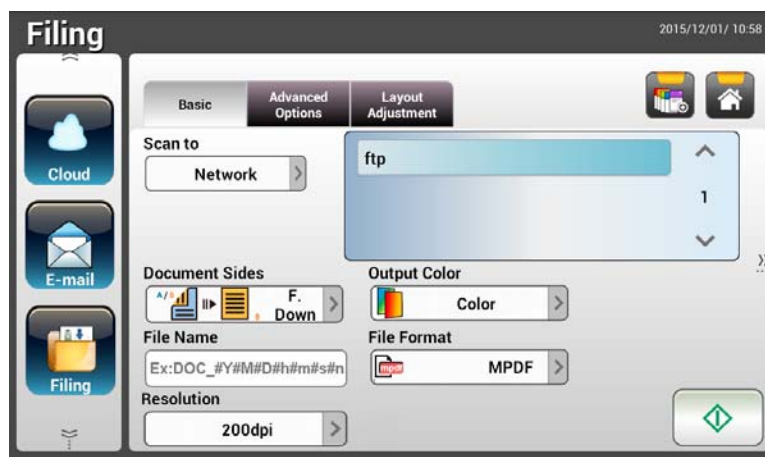 Filing
2015/12/01/ 10:58
Basic
Advanced
Options
Layout
Adjustment
Cloud
Scan to
Network
ftp
1
E-mail
Document Sides
F.
Down
Output Color
Color
File Name
Ex:DOC_#Y#M#D#h#m#s#n
File Format
mpdf
MPDF
Filing
Resolution
200dpi